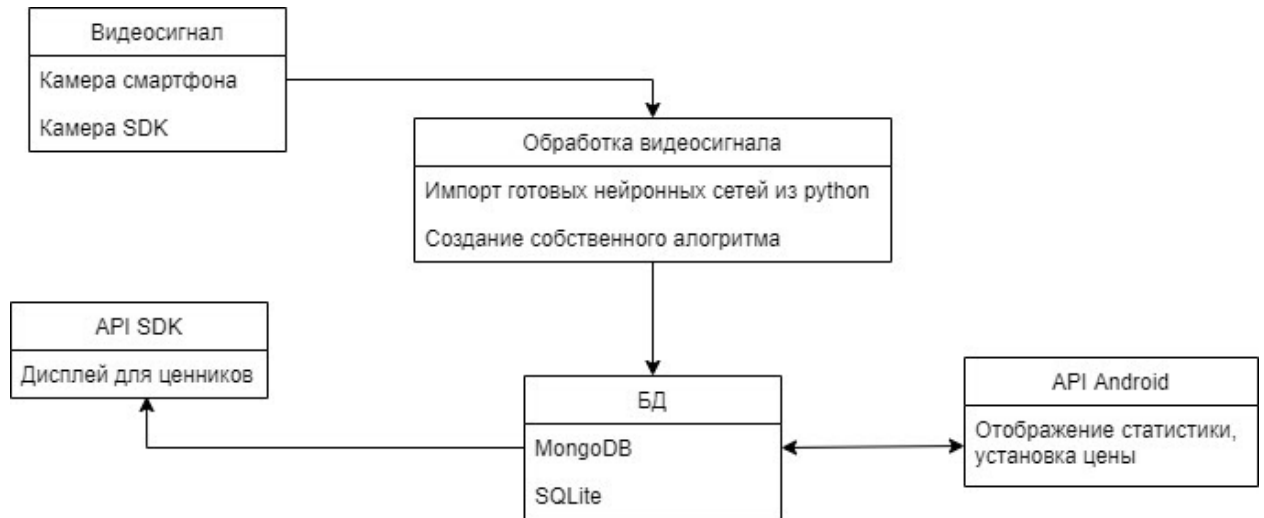 Видеосигнал
Камера смартфона
Камера SDK
Обработка видеосигнала
Импорт готовых нейронных сетей из python
Создание собственного алогритма
API SDK
Дисплей для ценников
БД
MongoDB
SQLite
API Android
Отображение статистики,
установка цены